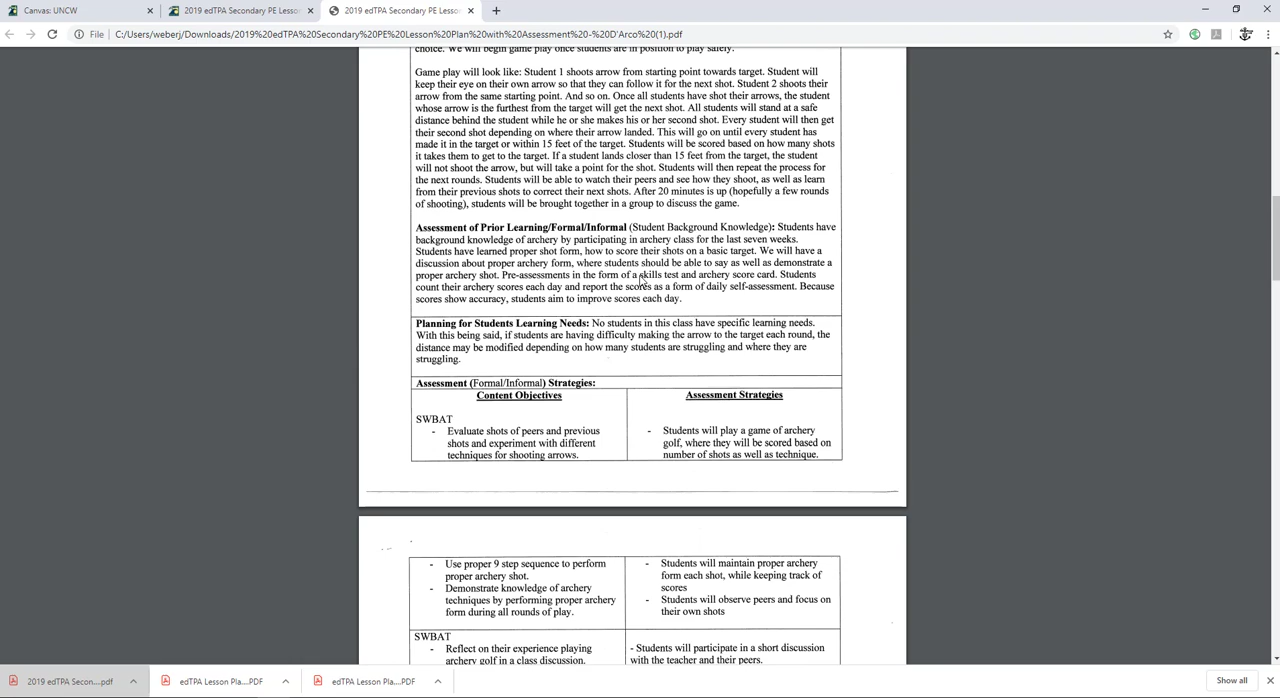 Canvas: UNCW
2019 edTPA Secondary PE Lesso
2019 edTPA Secondary PE Lesso
File
C:/Users/weberj/Downloads/2019%20edTPA%20Secondary%20PE%20Lesson%20Plan%20with%20Assessment%20-%20D'Arco%20(1).pdf
choice. We will begin game play once students are in position to play safely.
Game play will look like: Student 1 shoots arrow from starting point towards target. Student will
keep their eye on their own arrow so that they can follow it for the next shot. Student 2 shoots their
arrow from the same starting point. And so on. Once all students have shot their arrows, the student
whose arrow is the furthest from the target will get the next shot. All students will stand at a safe
distance behind the student while he or she makes his or her second shot. Every student will then get
their second shot depending on where their arrow landed. This will go on until every student has
made it in the target or within 15 feet of the target. Students will be scored based on how many shots
it takes them to get to the target. If a student lands closer than 15 feet from the target, the student
will not shoot the arrow, but will take a point for the shot. Students will then repeat the process for
the next rounds. Students will be able to watch their peers and see how they shoot, as well as learn
from their previous shots to correct their next shots. After 20 minutes is up (hopefully a few rounds
of shooting), students will be brought together in a group to discuss the game.
Assessment of Prior Learning/Formal/Informal (Student Background Knowledge): Students have
background knowledge of archery by participating in archery class for the last seven weeks.
Students have learned proper shot form, how to score their shots on a basic target. We will have a
discussion about proper archery form, where students should be able to say as well as demonstrate a
proper archery shot. Pre-assessments in the form of a skills test and archery score card. Students
count their archery scores each day and report the scores as a form of daily self-assessment. Because
scores show accuracy, students aim to improve scores each day.
Planning for Students Learning Needs: No students in this class have specific learning needs.
With this being said, if students are having difficulty making the arrow to the target each round, the
distance may be modified depending on how many students are struggling and where they are
struggling.
Assessment (Formal/Informal) Strategies:
Content Objectives
SWBAT
- Evaluate shots of peers and previous
shots and experiment with different
techniques for shooting arrows.
Assessment Strategies
- Students will play a game of archery
golf, where they will be scored based on
number of shots as well as technique.
- Use proper 9 step sequence to perform
proper archery shot.
- Demonstrate knowledge of archery
techniques by performing proper archery
form during all rounds of play.
- Students will maintain proper archery
form each shot, while keeping track of
scores
- Students will observe peers and focus on
their own shots
SWBAT
- Reflect on their experience playing
archery golf in a class discussion.
- Students will participate in a short discussion
with the teacher and their peers.
2019 edTPA Secon....pdf
edTPA Lesson Pla....PDF
edTPA Lesson Pla....PDF
Show all